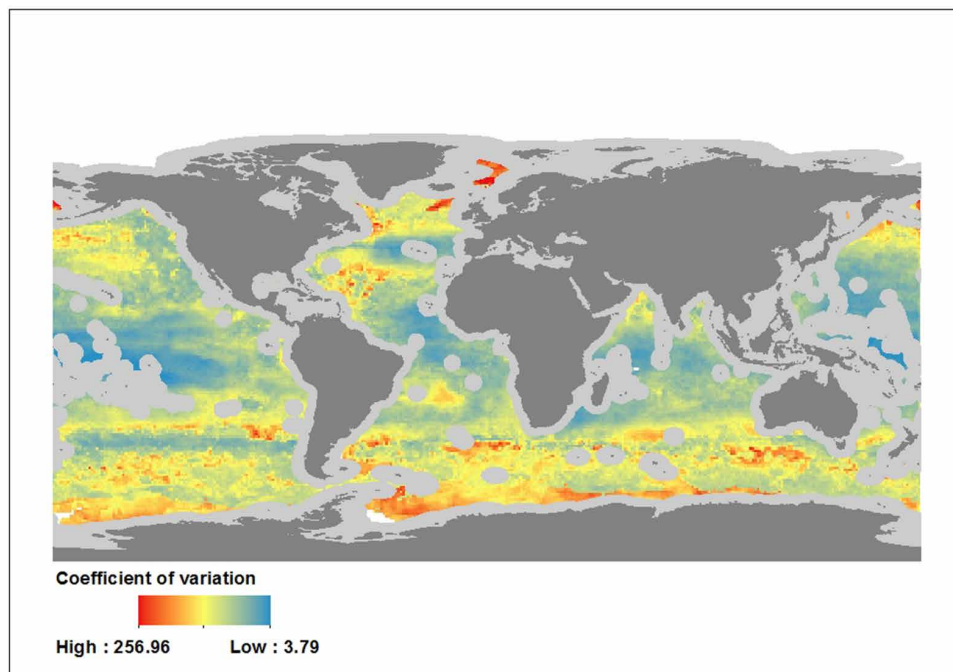 Coefficient of variation
High : 256.96 Low : 3.79